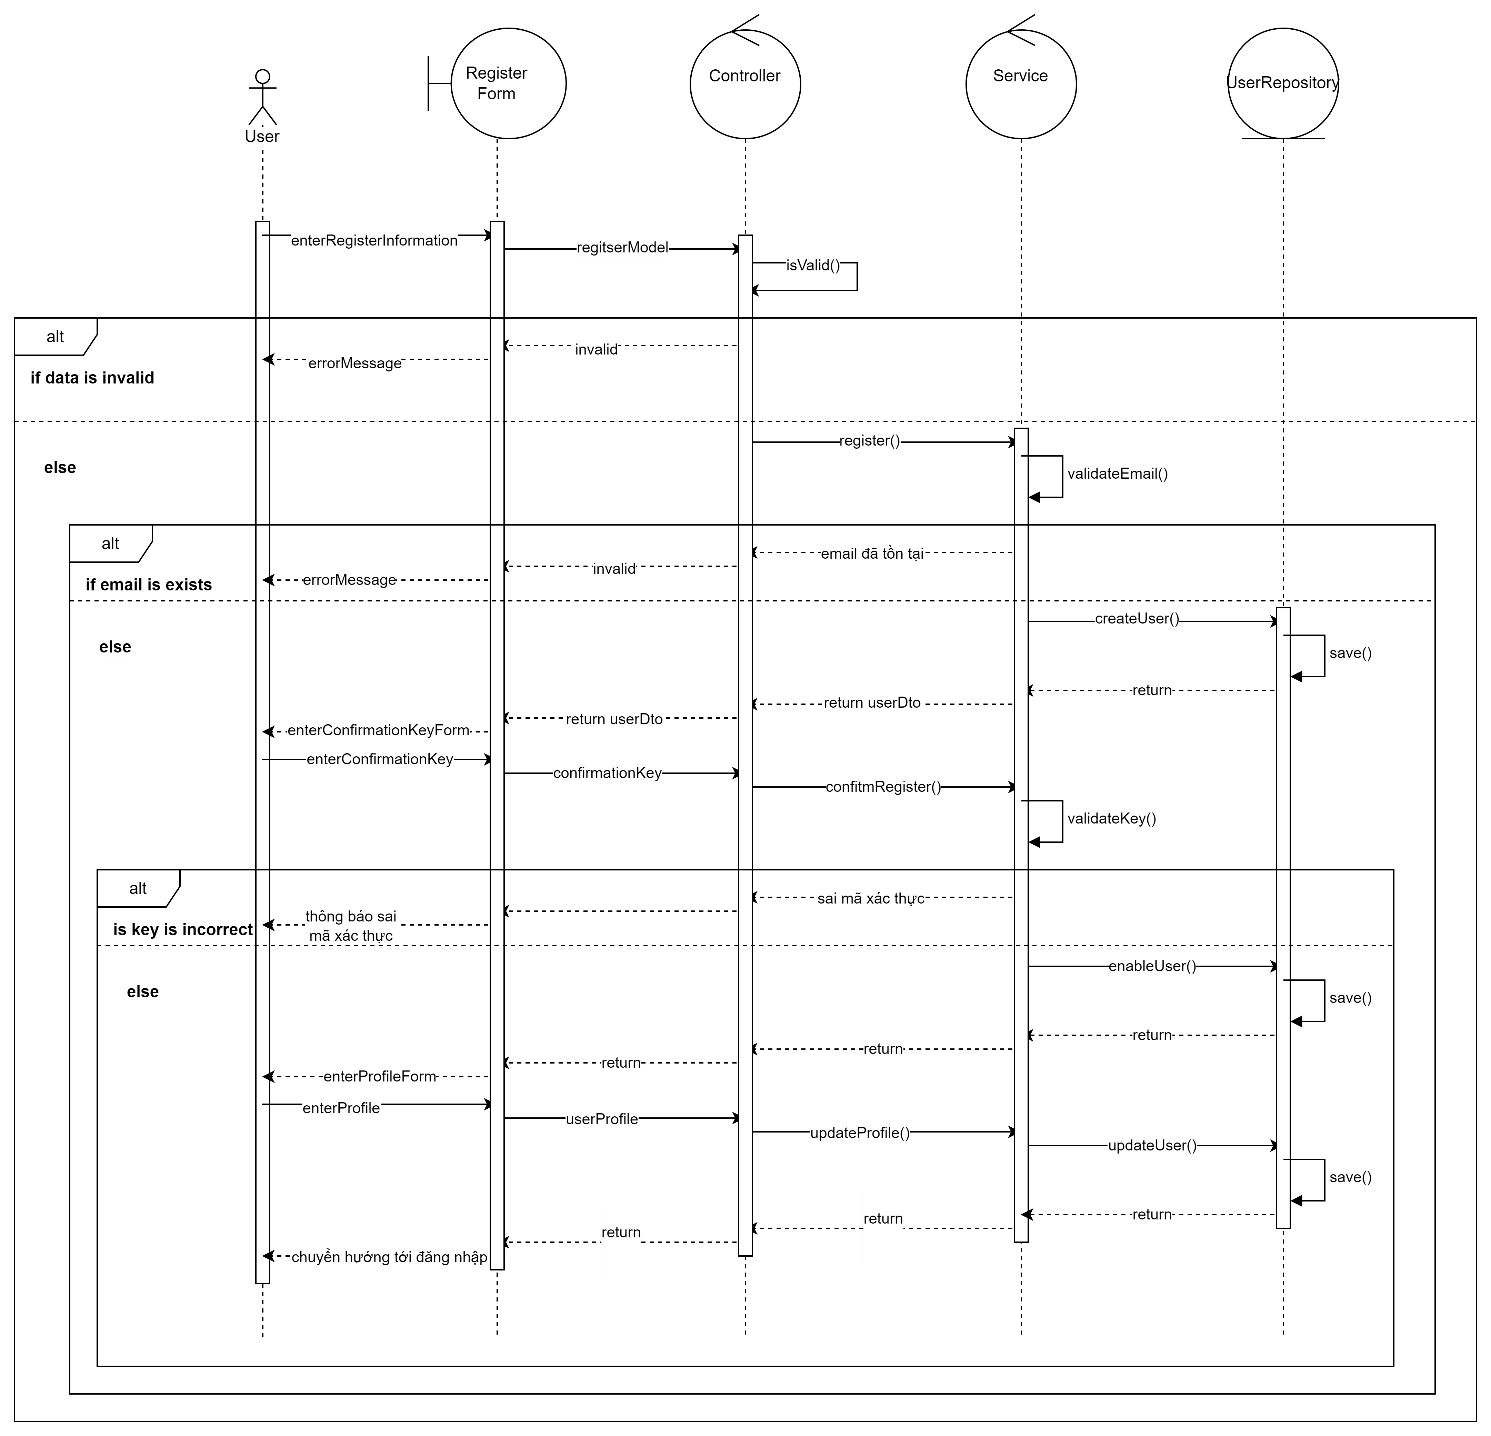 User
Register
Form
Controller
Service
UserRepository
enterRegisterInformation
regitserModel
isValid()
alt
invalid
errorMessage
if data is invalid
register()
else
validateEmail()
alt
email đã tồn tại
invalid
errorMessage
if email is exists
createUser()
else
save()
return
return userDto
return userDto
enterConfirmationKeyForm
enterConfirmationKey
confirmationKey
confitmRegister()
validateKey()
alt
sai mã xác thực
thông báo sai
mã xác thực
is key is incorrect
enableUser()
else
save()
return
return
return
enterProfileForm
enterProfile
userProfile
updateProfile()
updateUser()
save()
return
return
return
chuyển hướng tới đăng nhập